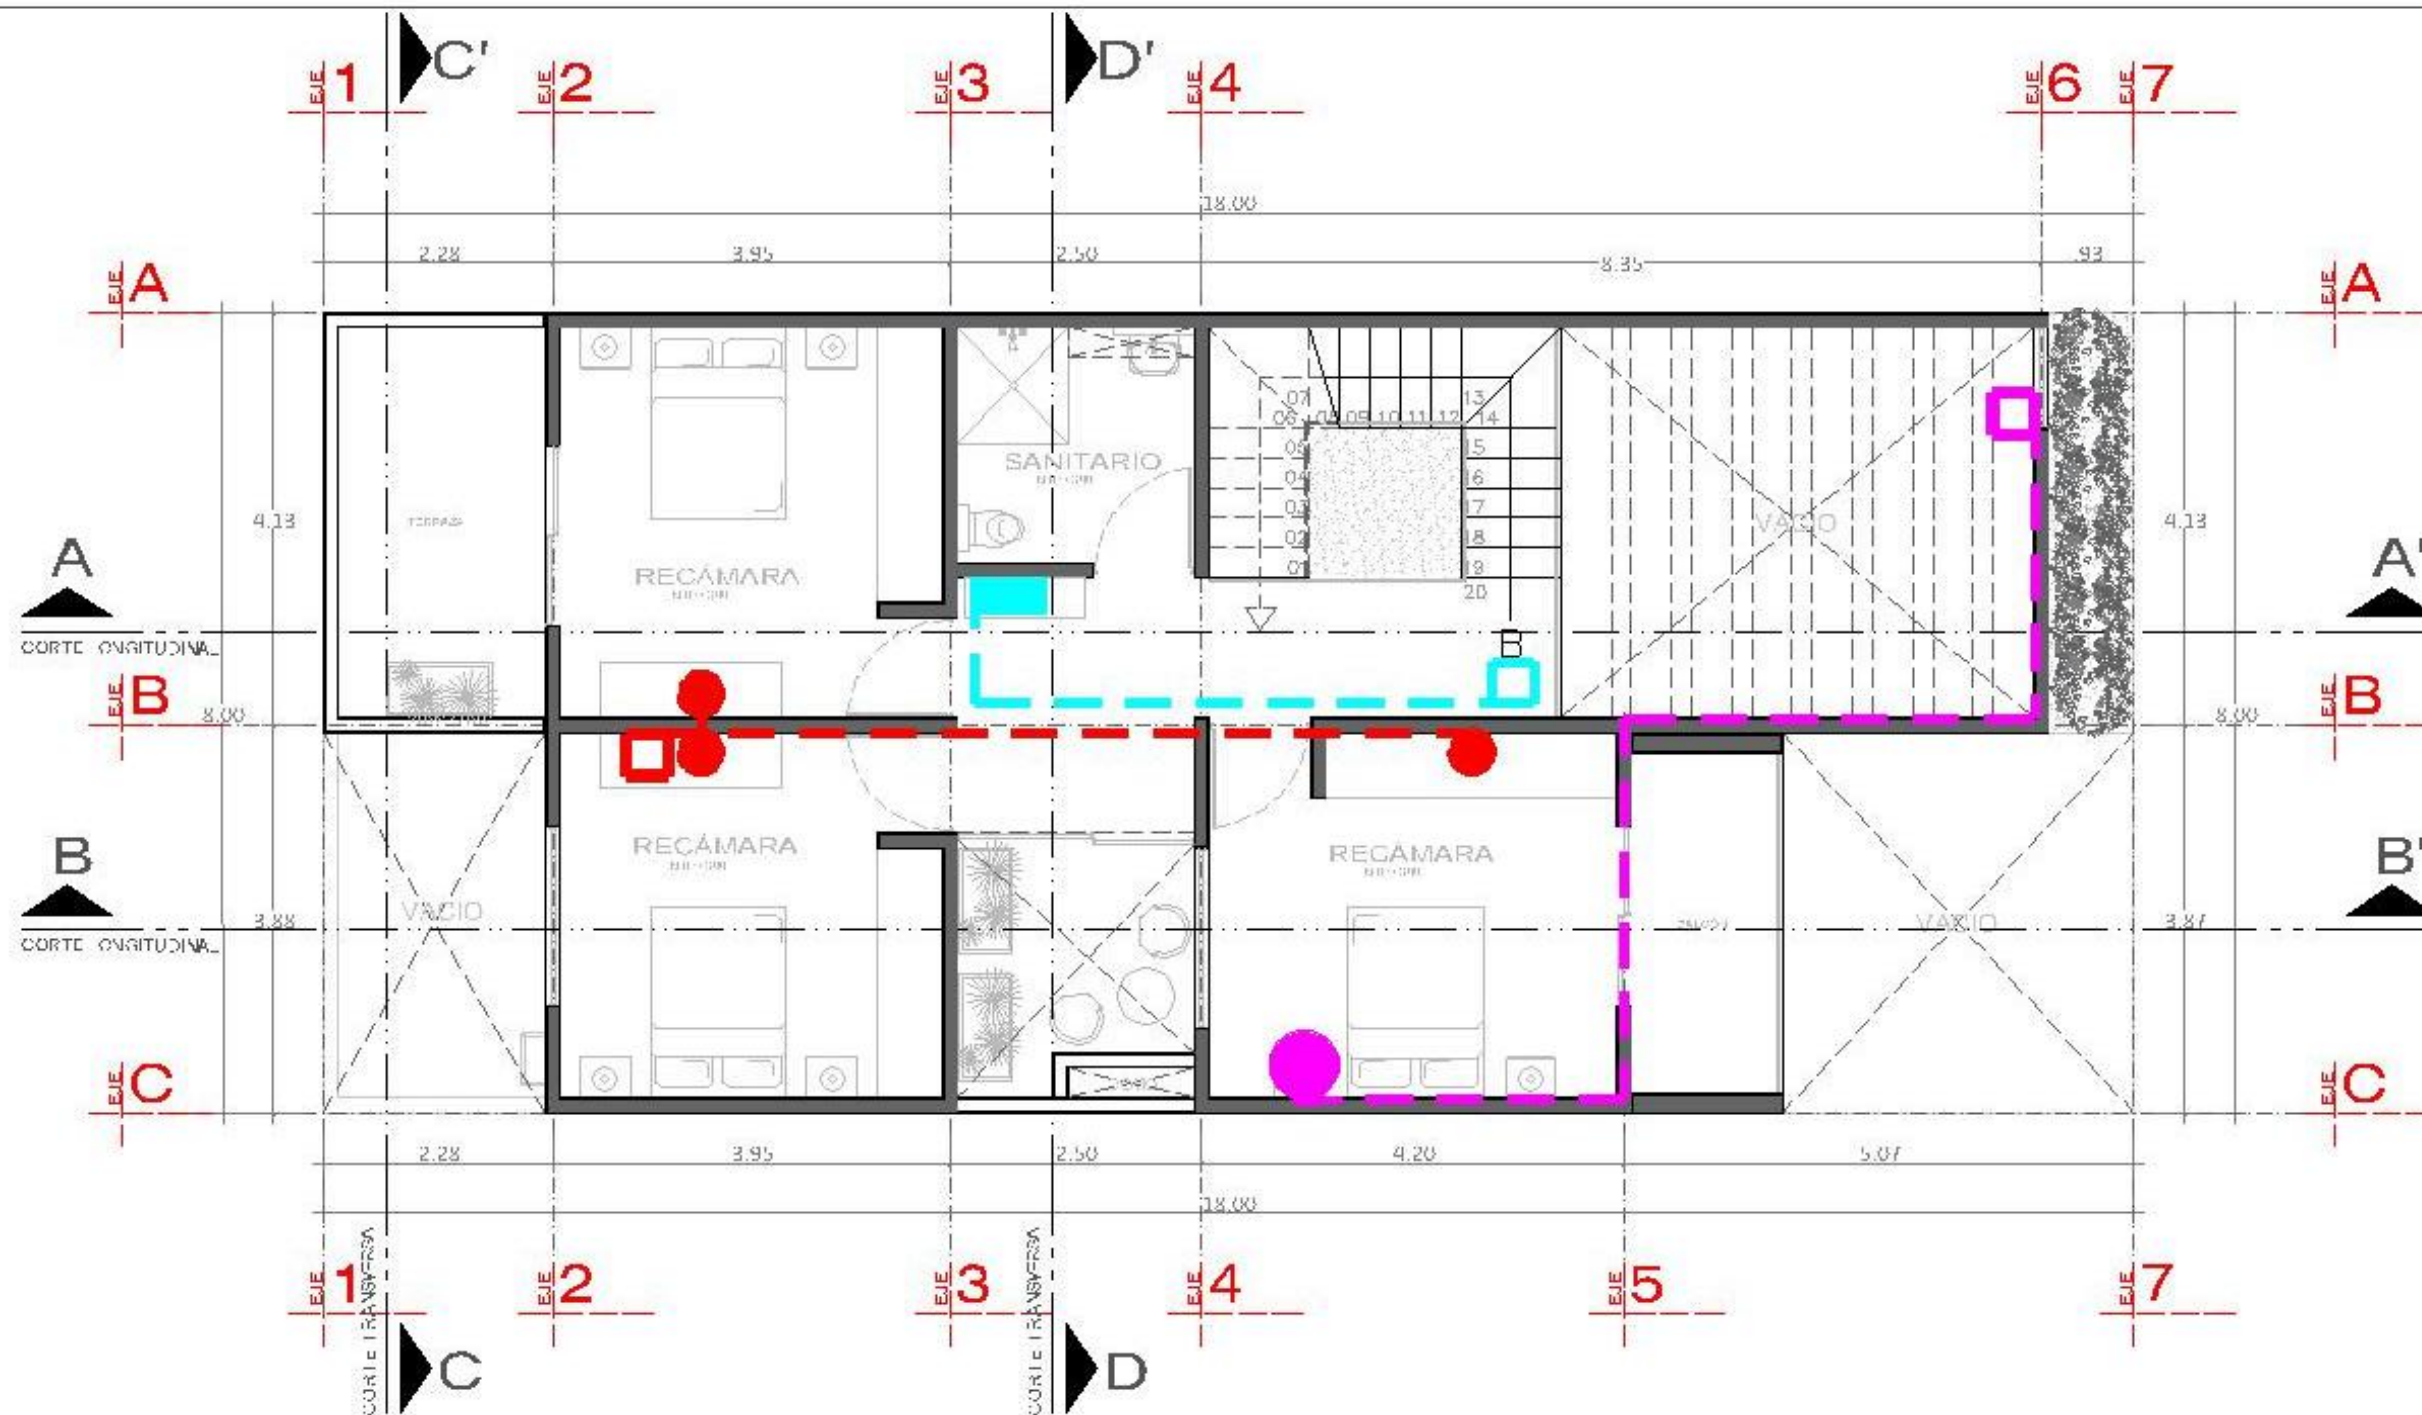 C' D'
EJE 1 EJE 2 EJE 3 EJE 4 EJE 6 EJE 7
18.00
2.28 3.95 2.50 8.35 .93
EJE A EJE A
07 13
06 09 10 11 12 14
05 15
SANITARIO
04 16
4.13 03 17 VACIO 4.13
02 18
A A'
RECÁMARA 01 19
20
CORTE
B
EJE B EJE B
8.00 8.00
RECÁMARA RECÁMARA
B B'
3.88 VACIO VACIO 3.87
CORTE
EJE C EJE C
2.28 3.95 2.50 4.20 5.07
18.00
EJE 1 EJE 2 EJE 3 EJE 4 EJE 5 EJE 7
C D